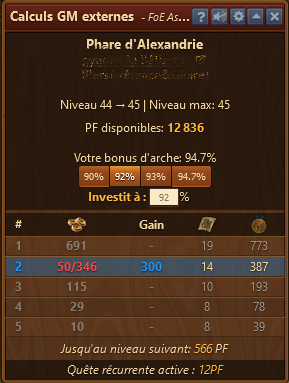 Calculs GM externes - FoE As...
Phare d'Alexandrie
Niveau 44 → 45 | Niveau max: 45
PF disponibles: 12 836
Votre bonus d'arche: 94.7%
90% 92% 93% 94.7%
Investit à : 92 %
# Gain
1 691 - 19 773
2 50/346 300 14 387
3 115 - 10 193
4 29 - 8 78
5 10 - 8 39
Jusqu'au niveau suivant: 566 PF
Quête récurrente active : 12PF